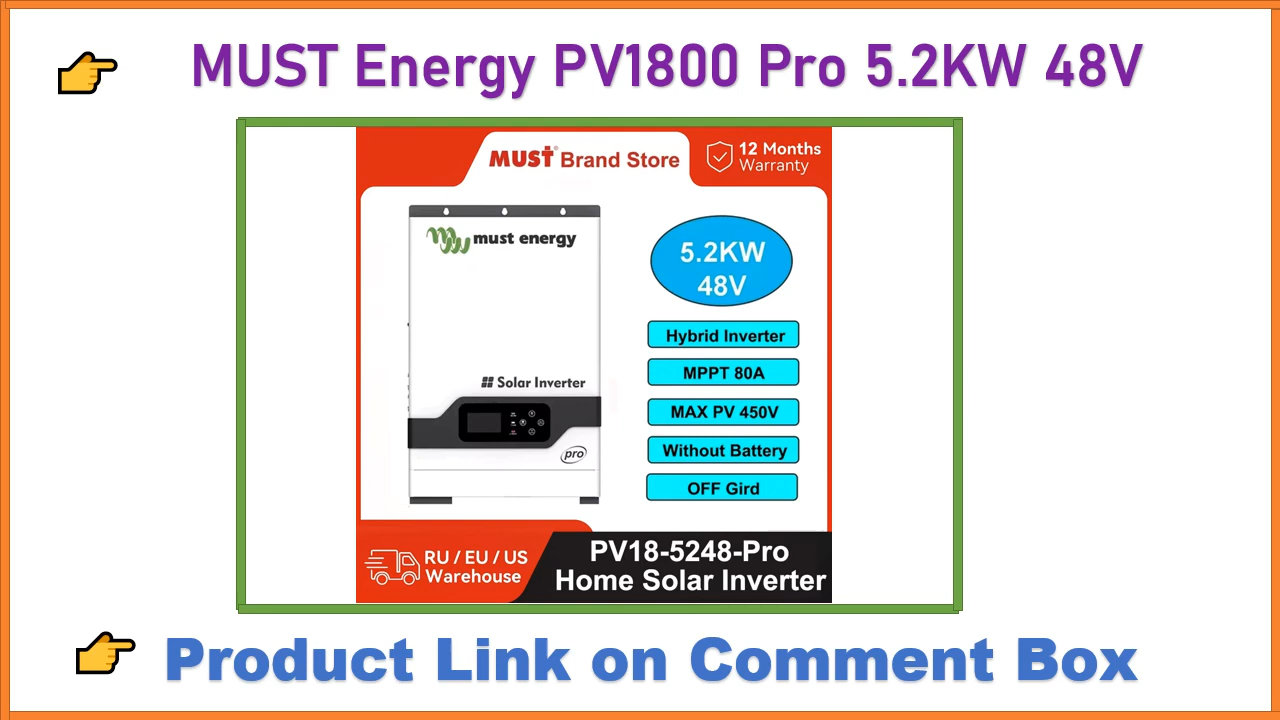 MUST Energy PV1800 Pro 5.2KW 48V
MUST® Brand Store
12 Months
Warranty
must energy
5.2KW
48V
Hybrid Inverter
MPPT 80A
MAX PV 450V
Without Battery
OFF Gird
Solar Inverter
pro
RU / EU / US
Warehouse
PV18-5248-Pro
Home Solar Inverter
Product Link on Comment Box